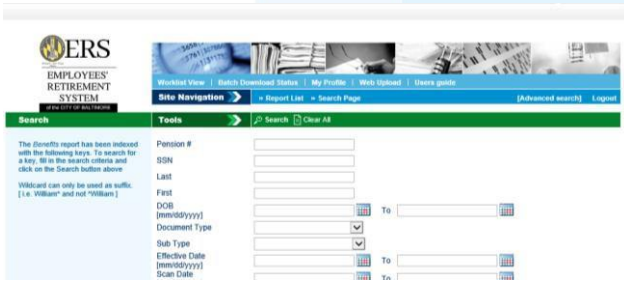 ERS
EMPLOYEES'
RETIREMENT
SYSTEM
of the CITY OF BALTIMORE
Worklist View | Batch Download Status | My Profile | Web Upload | Users guide
Site Navigation » Report List » Search Page [Advanced search] Logout
Search Tools Search Clear All
The Benefits report has been indexed
with the following keys. To search for
a key, fill in the search criteria and
click on the Search button above
Wildcard can only be used as suffix.
[ i.e. William* and not *William ]
Pension #
SSN
Last
First
DOB
[mm/dd/yyyy] To
Document Type
Sub Type
Effective Date
[mm/dd/yyyy] To
Scan Date To